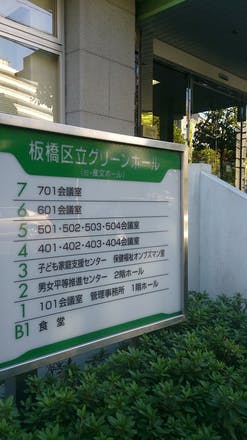 板橋区立グリーンホール
(旧・産文ホール)
7 701会議室
6 601会議室
5 501・502・503・504会議室
4 401・402・403・404会議室
3 子ども家庭支援センター 保健福祉オンブズマン室
2 男女平等推進センター 2階ホール
1 101会議室 管理事務所 1階ホール
B1 食堂